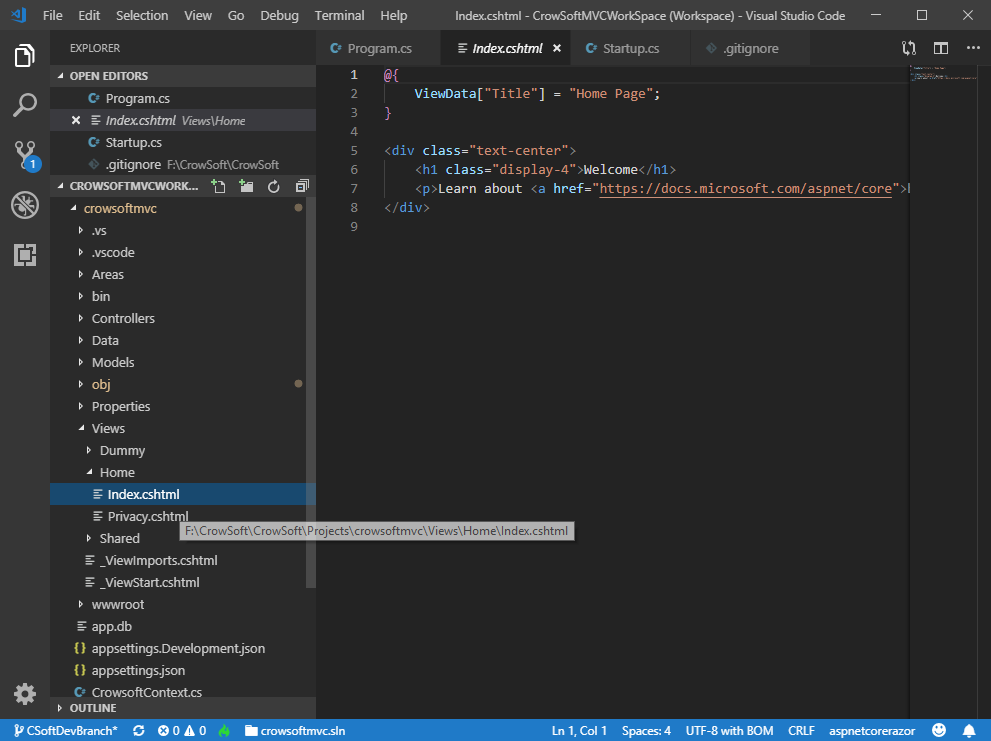 File Edit Selection View Go Debug Terminal Help Index.cshtml - CrowSoftMVCWorkSpace (Workspace) - Visual Studio Code
EXPLORER
OPEN EDITORS
Program.cs
Index.cshtml Views\Home
Startup.cs
.gitignore F:\CrowSoft\CrowSoft
CROWSOFTMVCWORK...
crowsoftmvc
.vs
.vscode
Areas
bin
Controllers
Data
Models
obj
Properties
Views
Dummy
Home
Index.cshtml
Privacy.cshtml
F:\CrowSoft\CrowSoft\Projects\crowsoftmvc\Views\Home\Index.cshtml
Shared
_ViewImports.cshtml
_ViewStart.cshtml
wwwroot
app.db
{} appsettings.Development.json
{} appsettings.json
CrowsoftContext.cs
OUTLINE
Program.cs Index.cshtml Startup.cs .gitignore
1 @{
2 ViewData["Title"] = "Home Page";
3 }
4
5 <div class="text-center">
6 <h1 class="display-4">Welcome</h1>
7 <p>Learn about <a href="https://docs.microsoft.com/aspnet/core">
8 </div>
9
1
CSoftDevBranch* 0 0 crowsoftmvc.sln Ln 1, Col 1 Spaces: 4 UTF-8 with BOM CRLF aspnetcorerazor